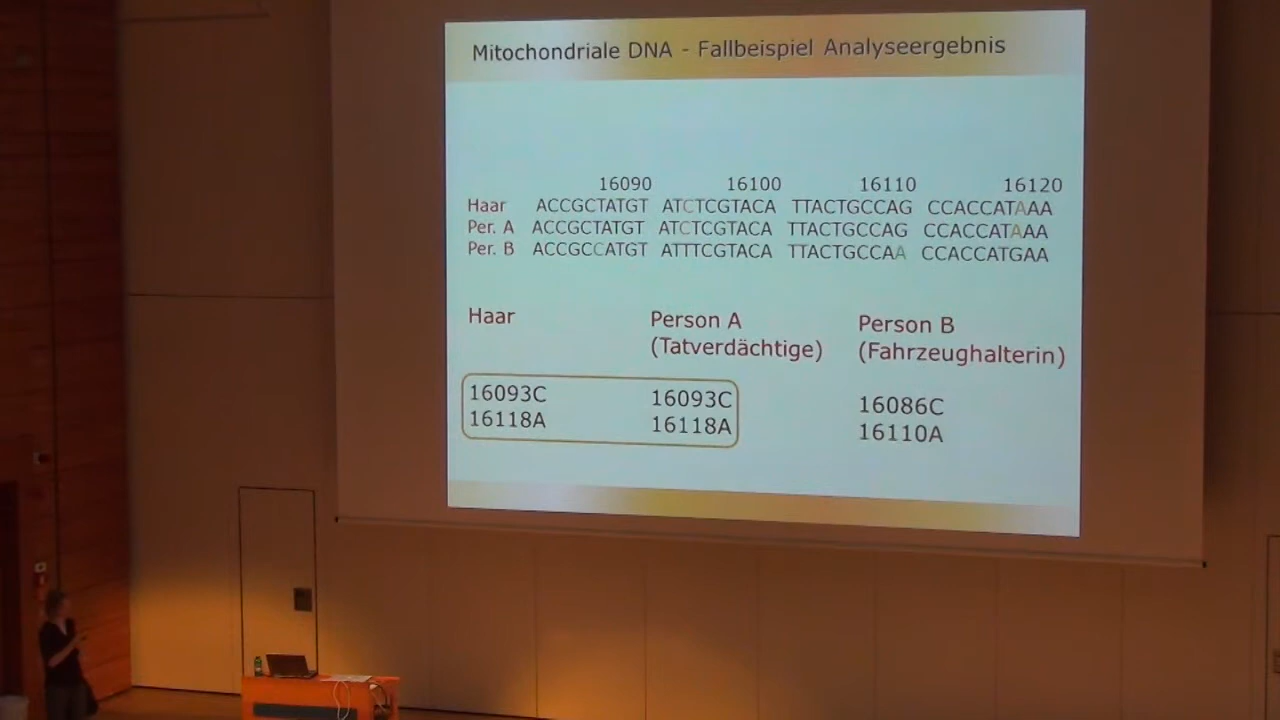 Mitochondriale DNA - Fallbeispiel Analyseergebnis
16090 16100 16110 16120
Haar ACCGCTATGT ATCTCGTACA TTACTGCCAG CCACCATAAA
Per. A ACCGCTATGT ATCTCGTACA TTACTGCCAG CCACCATAAA
Per. B ACCGCCATGT ATTTCGTACA TTACTGCCAA CCACCATGAA
Haar Person A Person B
(Tatverdächtige) (Fahrzeughalterin)
16093C 16093C 16086C
16118A 16118A 16110A